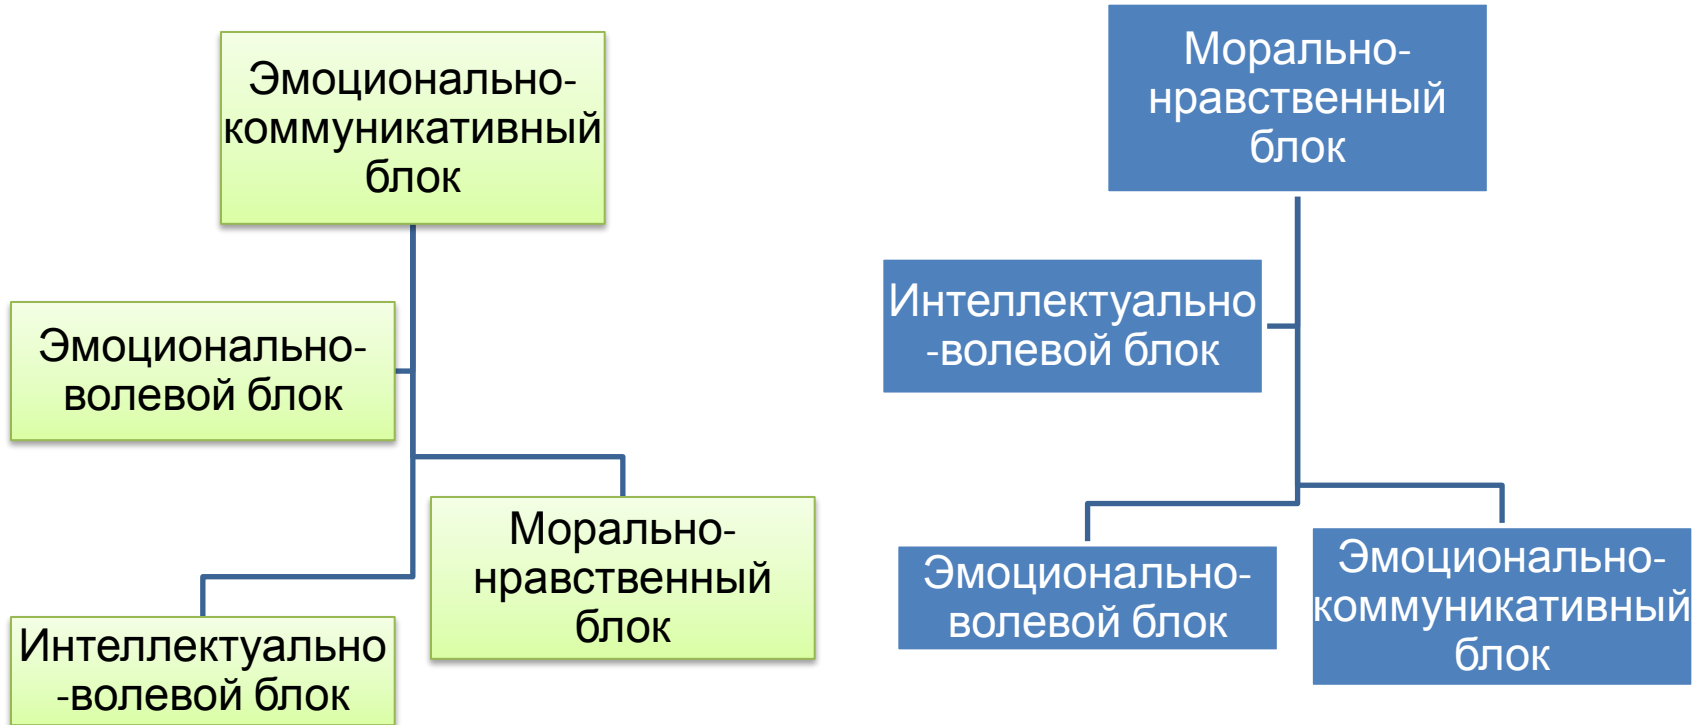 Эмоционально-
коммуникативный
блок
Эмоционально-
волевой блок
Морально-
нравственный
блок
Интеллектуально
-волевой блок
Морально-
нравственный
блок
Интеллектуально
-волевой блок
Эмоционально-
волевой блок
Эмоционально-
коммуникативный
блок